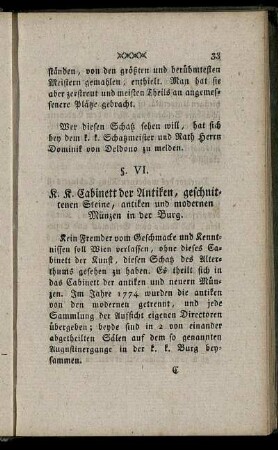 33
ständen, von den größten und berühmtesten
Meistern gemahlen, enthielt. Man hat sie
aber zerstreut und meisten Theils an angemes-
senere Plätze gebracht.
Wer diesen Schatz sehen will, hat sich
bey dem k. k. Schazmeister und Rath Herrn
Dominik von Deldono zu melden.
§. VI.
K. K. Cabinett der Antiken, geschnit-
tenen Steine, antiken und modernen
Münzen in der Burg.
Kein Fremder vom Geschmacke und Kennt-
nissen soll Wien verlassen, ohne dieses Ca-
binett der Kunst, diesen Schatz des Alter-
thums gesehen zu haben. Es theilt sich in
das Cabinett der antiken und neuern Mün-
zen. Im Jahre 1774 wurden die antiken
von den modernen getrennt, und jede
Sammlung der Aufsicht eigenen Directoren
übergeben; beyde sind in 2 von einander
abgetheilten Sälen auf dem so genannten
Augustinergange in der k. k. Burg bey-
sammen.
C